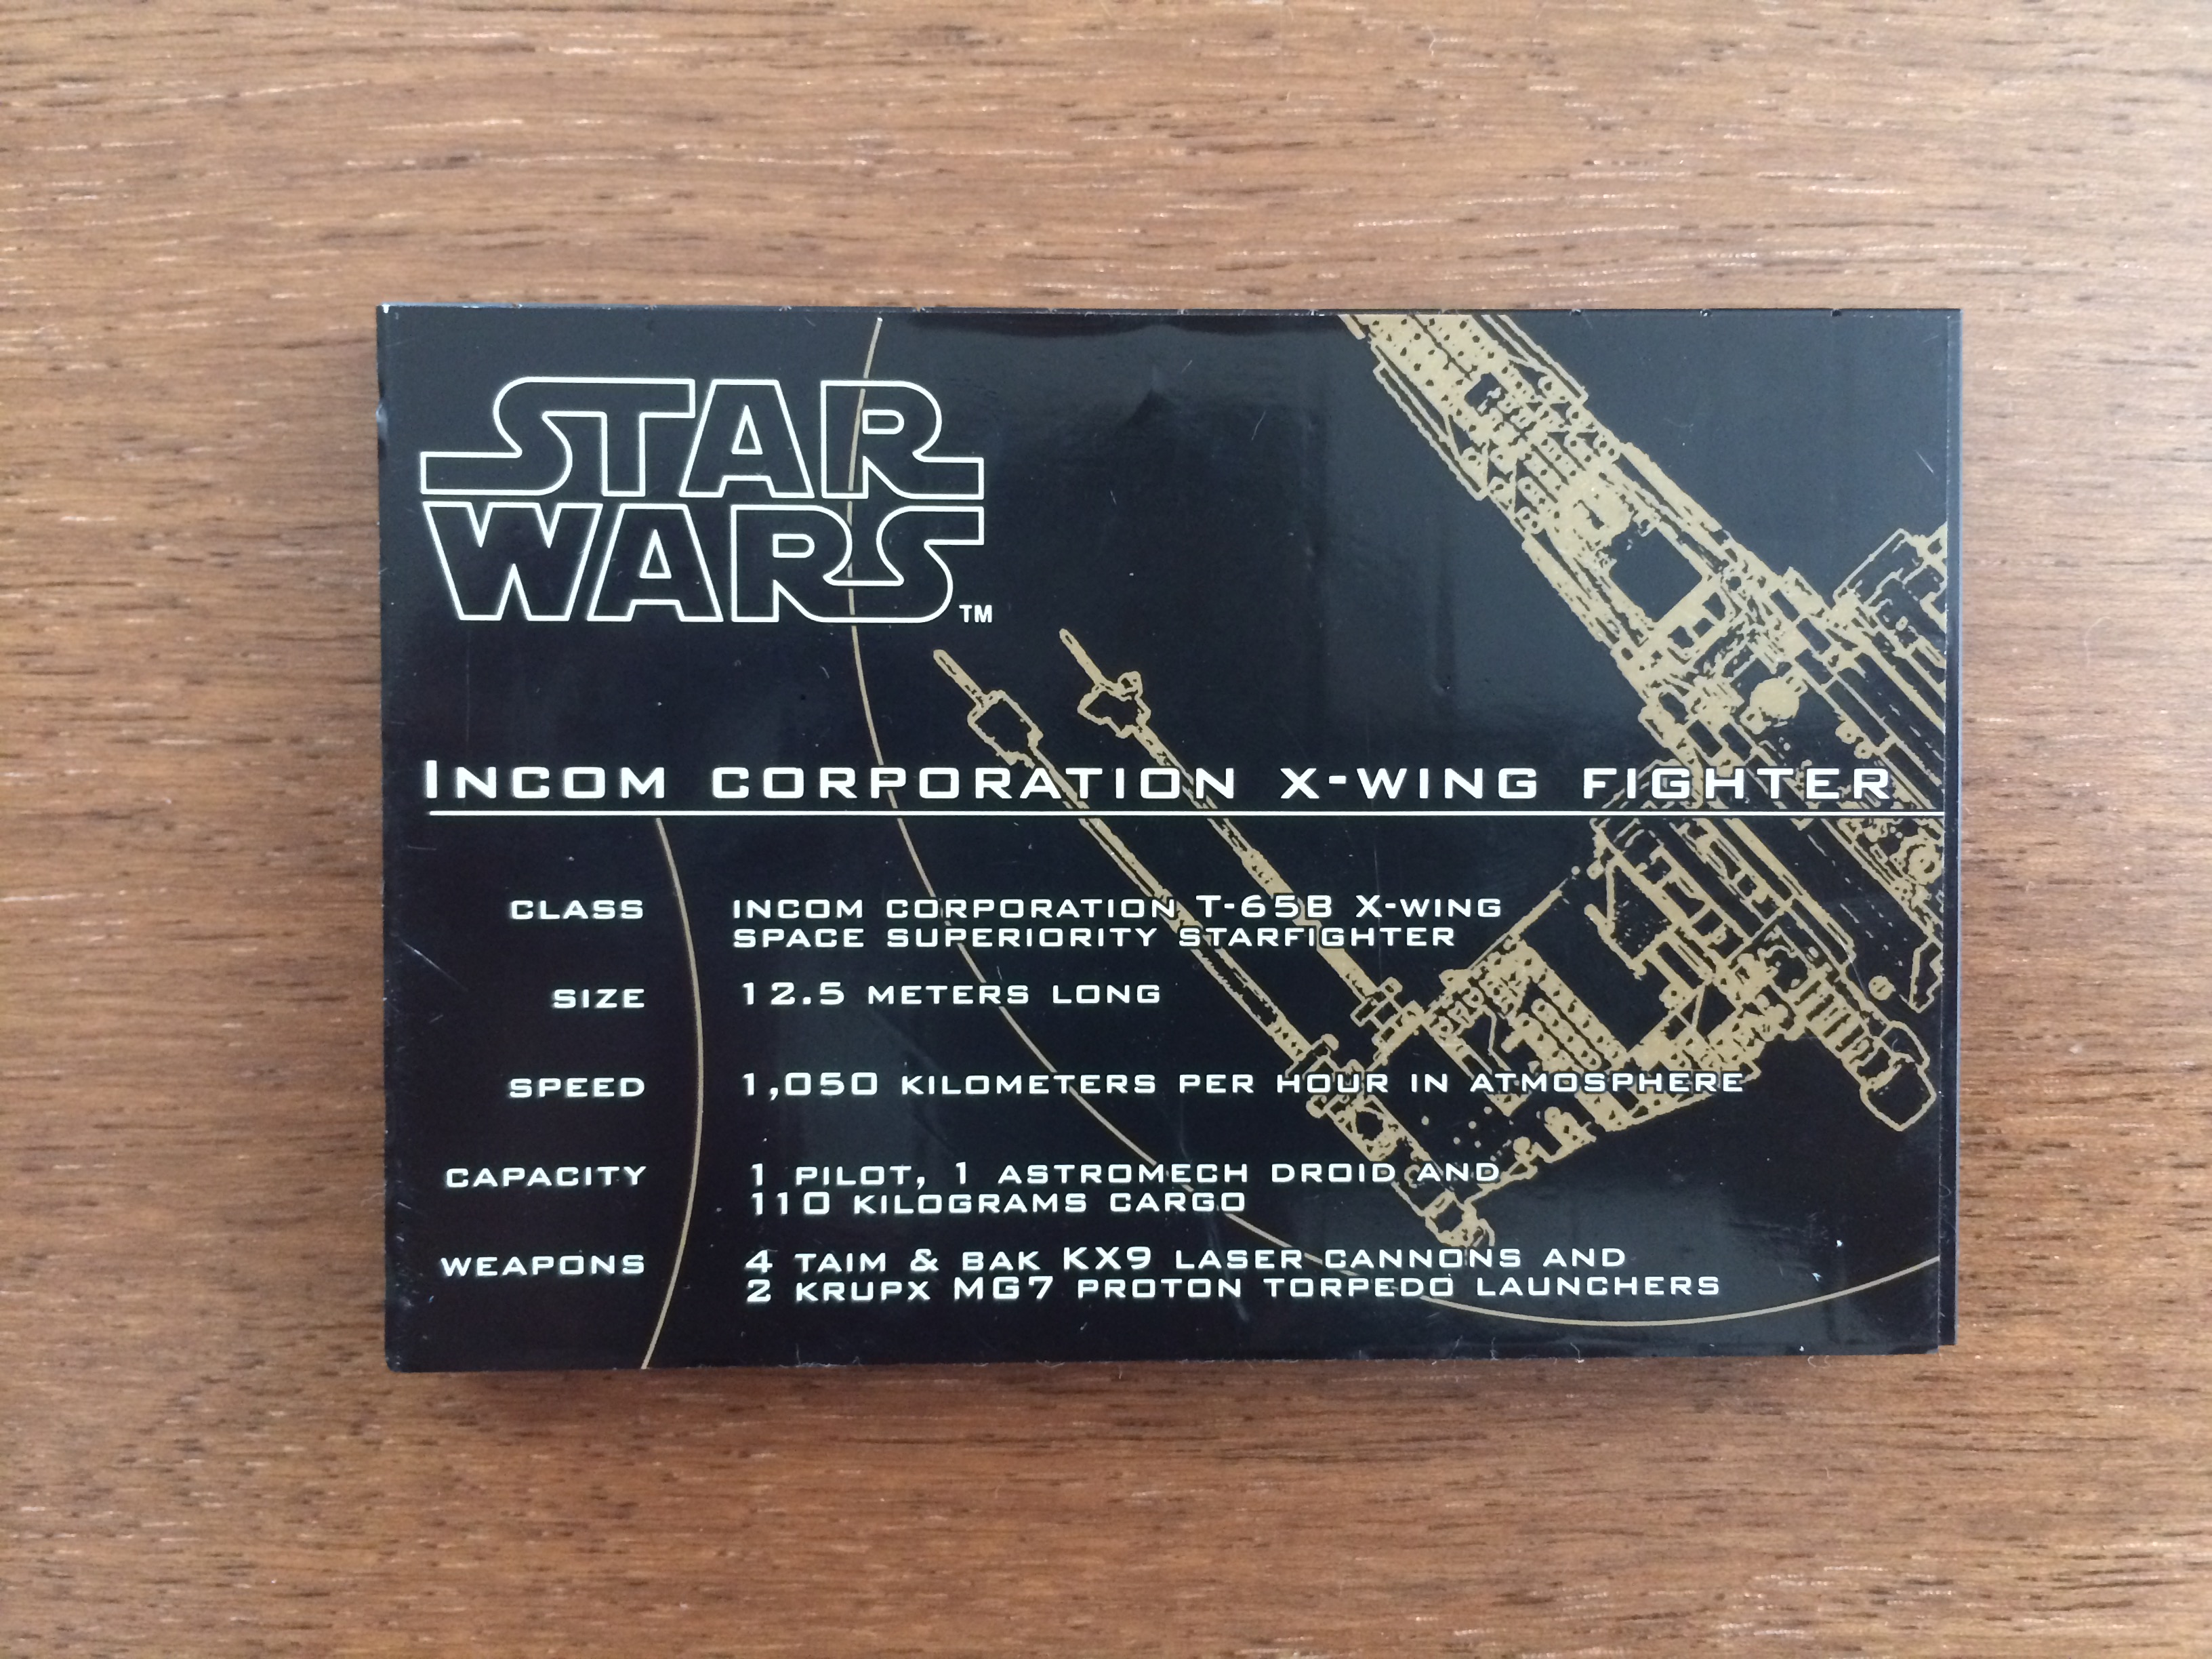 STAR
WARS™
INCOM CORPORATION X-WING FIGHTER
CLASS INCOM CORPORATION T-65B X-WING
SPACE SUPERIORITY STARFIGHTER
SIZE 12.5 METERS LONG
SPEED 1,050 KILOMETERS PER HOUR IN ATMOSPHERE
CAPACITY 1 PILOT, 1 ASTROMECH DROID AND
110 KILOGRAMS CARGO
WEAPONS 4 TAIM & BAK KX9 LASER CANNONS AND
2 KRUPX MG7 PROTON TORPEDO LAUNCHERS